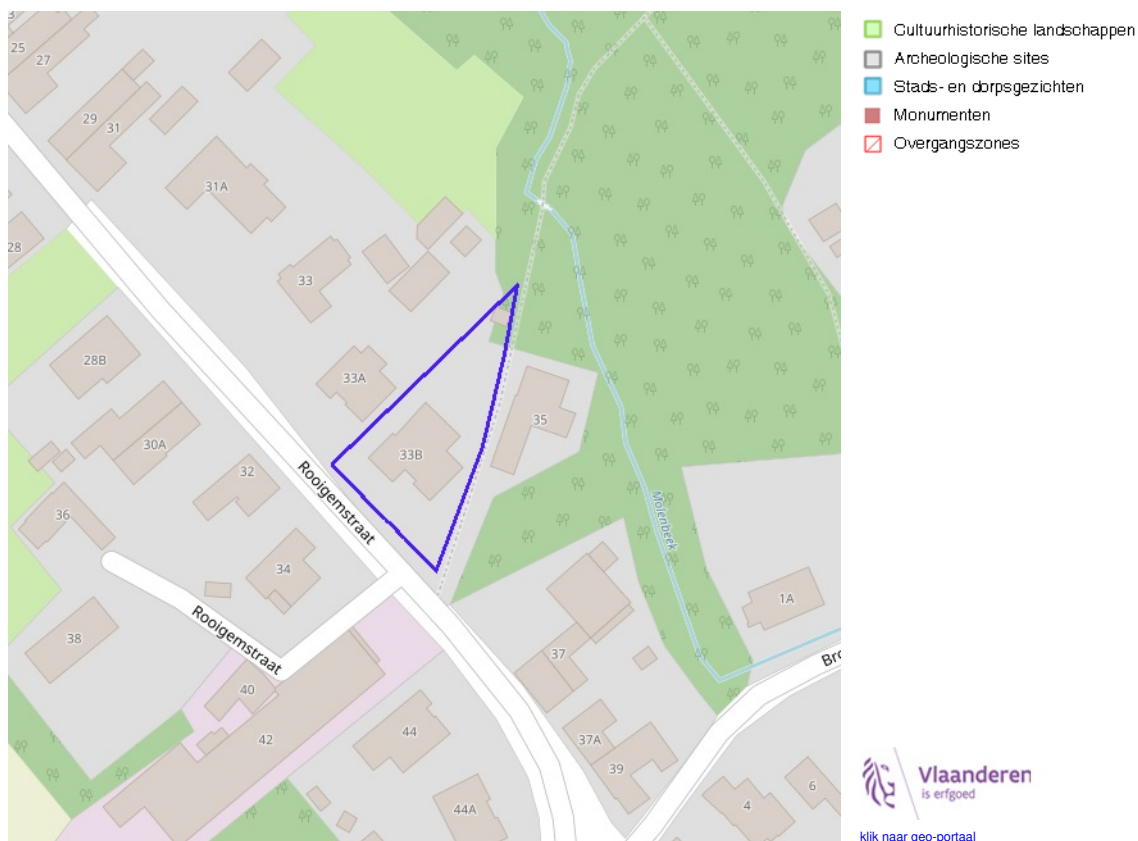 25
27
29
31
31A
28
33
28B
33A
30A
33B
35
32
36
34
38
Rooigemstraat
Rooigemstraat
Molenbeek
40
42
44
44A
37
37A
39
1A
4
6
Cultuurhistorische landschappen
Archeologische sites
Stads- en dorpsgezichten
Monumenten
Overgangszones
Vlaanderen
is erfgoed
klik naar geo-portaal